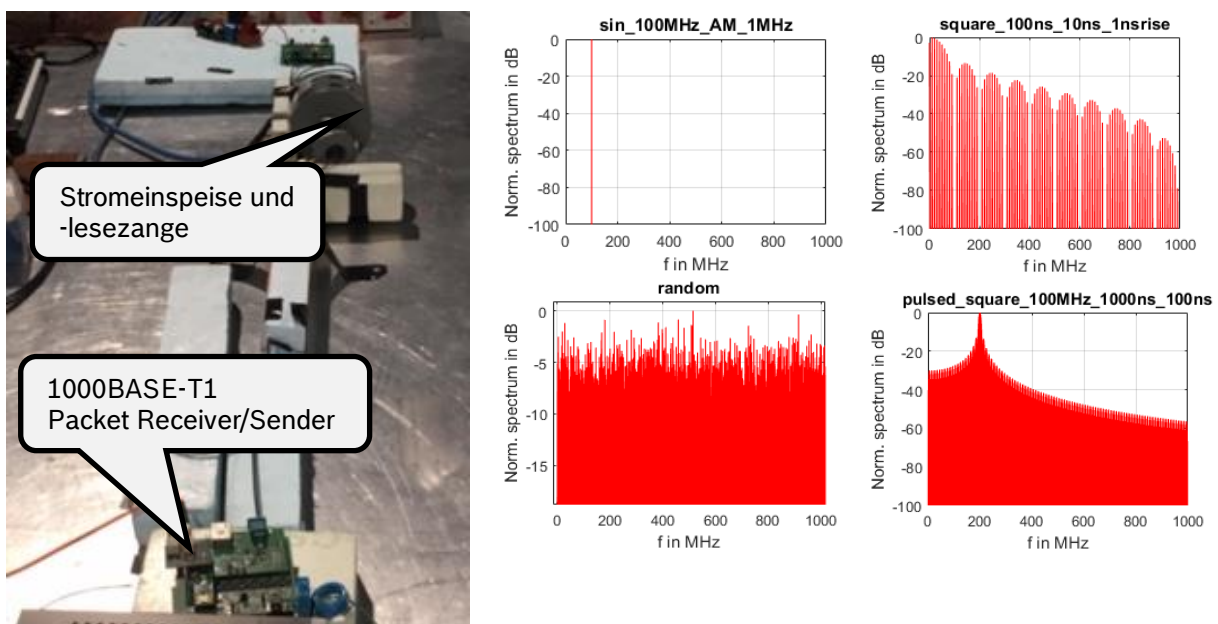 Stromeinspeise und
-lesezange
1000BASE-T1
Packet Receiver/Sender
sin_100MHz_AM_1MHz
Norm. spectrum in dB
0
-20
-40
-60
-80
-100
0 200 400 600 800 1000
f in MHz
square_100ns_10ns_1nsrise
Norm. spectrum in dB
0
-20
-40
-60
-80
-100
0 200 400 600 800 1000
f in MHz
random
Norm. spectrum in dB
0
-5
-10
-15
0 200 400 600 800 1000
f in MHz
pulsed_square_100MHz_1000ns_100ns
Norm. spectrum in dB
0
-20
-40
-60
-80
-100
0 200 400 600 800 1000
f in MHz